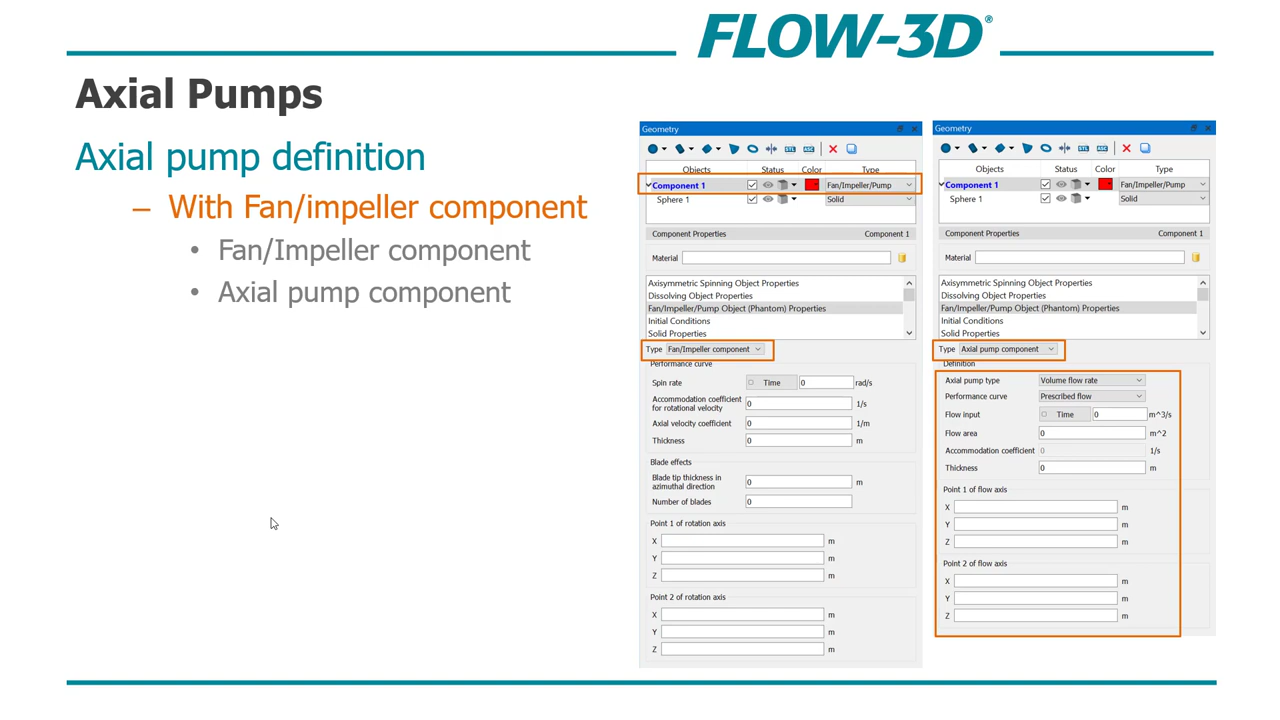 FLOW-3D®
Axial Pumps
Axial pump definition
– With Fan/impeller component
• Fan/Impeller component
• Axial pump component
Geometry
STL ASC
Objects Status Color Type
Component 1 Fan/Impeller/Pump
Sphere 1 Solid
Component Properties Component 1
Material
Axisymmetric Spinning Object Properties
Dissolving Object Properties
Fan/Impeller/Pump Object (Phantom) Properties
Initial Conditions
Solid Properties
Type Fan/Impeller component
Performance curve
Spin rate Time 0 rad/s
Accommodation coefficient
for rotational velocity 0 1/s
Axial velocity coefficient 0 1/m
Thickness 0 m
Blade effects
Blade tip thickness in
azimuthal direction 0 m
Number of blades 0
Point 1 of rotation axis
X m
Y m
Z m
Point 2 of rotation axis
X m
Y m
Z m
Geometry
STL ASC
Objects Status Color Type
Component 1 Fan/Impeller/Pump
Sphere 1 Solid
Component Properties Component 1
Material
Axisymmetric Spinning Object Properties
Dissolving Object Properties
Fan/Impeller/Pump Object (Phantom) Properties
Initial Conditions
Solid Properties
Type Axial pump component
Definition
Axial pump type Volume flow rate
Performance curve Prescribed flow
Flow input Time 0 m^3/s
Flow area 0 m^2
Accommodation coefficient 0 1/s
Thickness 0 m
Point 1 of flow axis
X m
Y m
Z m
Point 2 of flow axis
X m
Y m
Z m